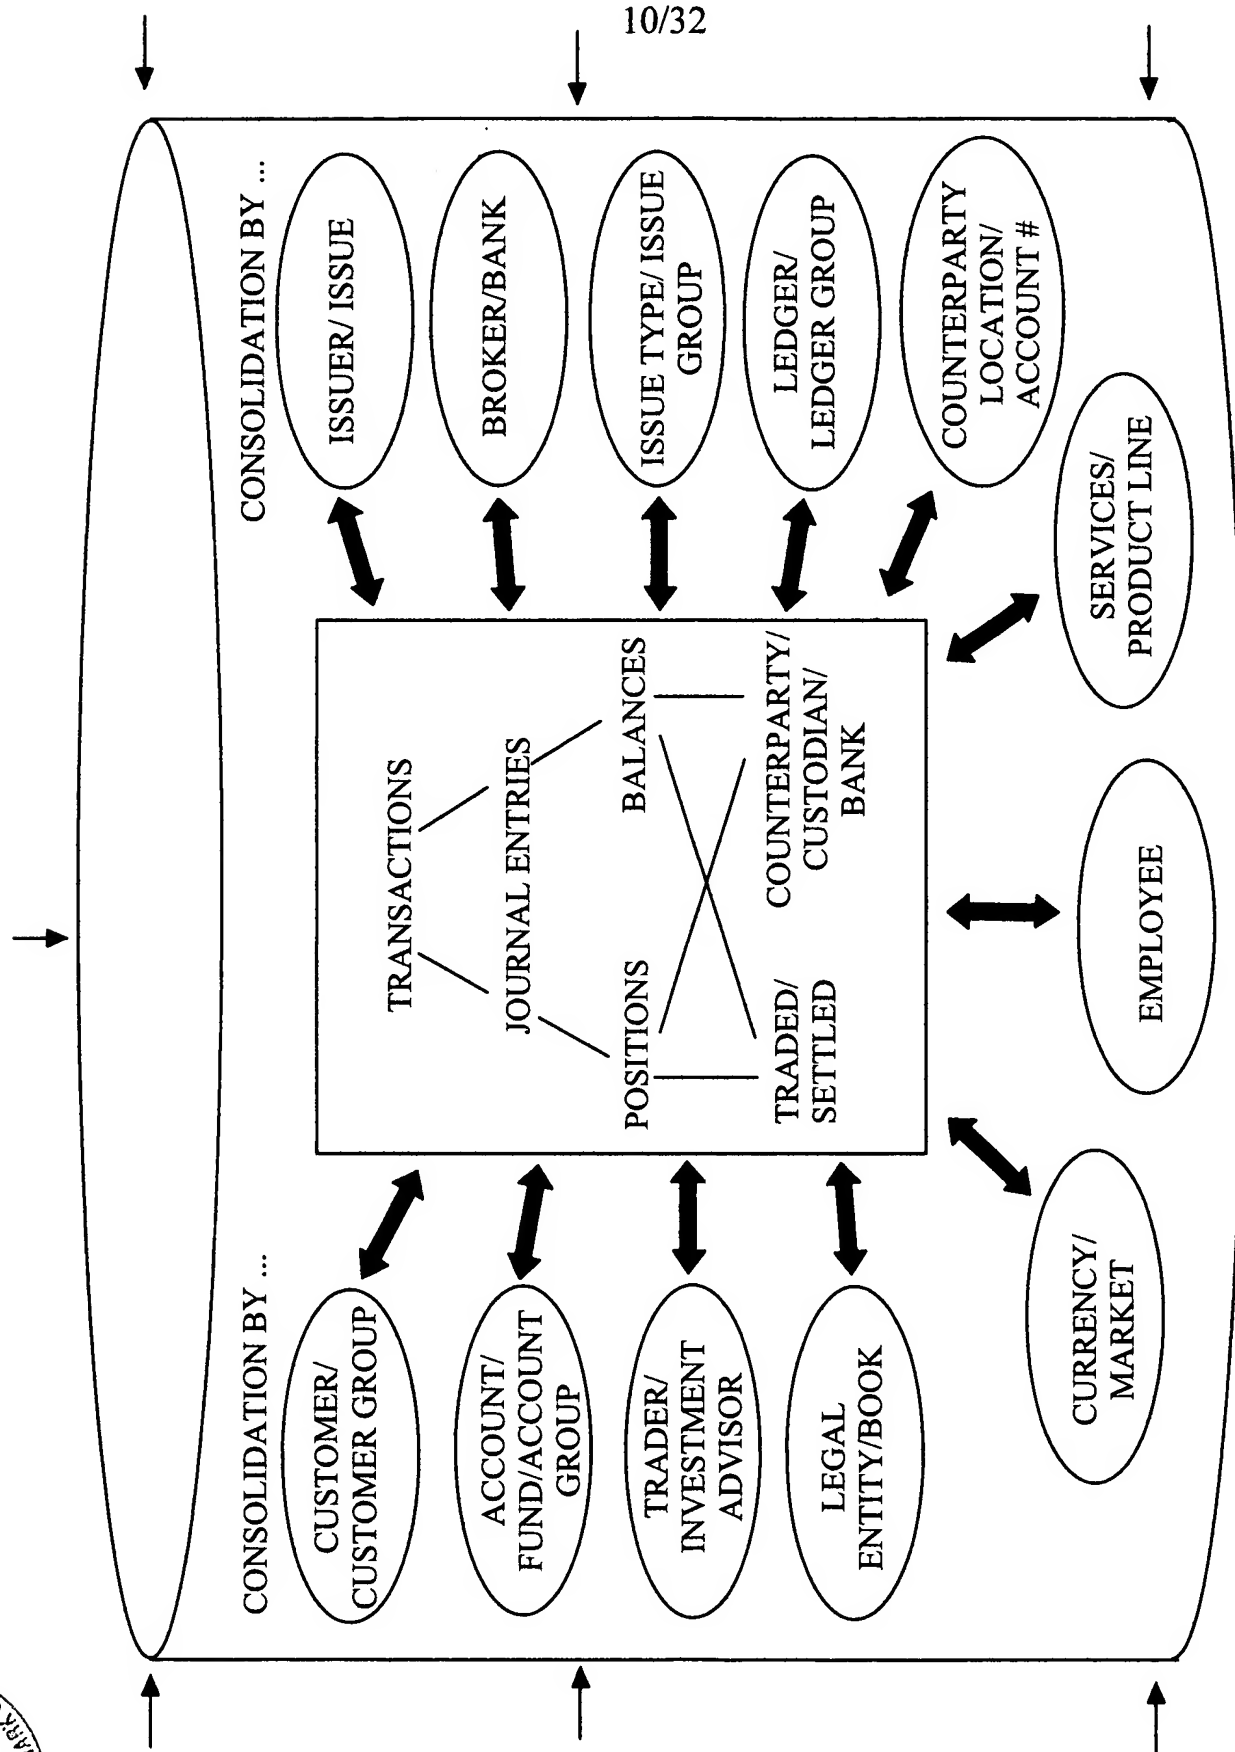 10/32
CONSOLIDATION BY ...
CUSTOMER/
CUSTOMER GROUP
ACCOUNT/
FUND/ACCOUNT
GROUP
TRADER/
INVESTMENT
ADVISOR
LEGAL
ENTITY/BOOK
CURRENCY/
MARKET
TRANSACTIONS
JOURNAL ENTRIES
POSITIONS
BALANCES
TRADED/
SETTLED
COUNTERPARTY/
CUSTODIAN/
BANK
EMPLOYEE
CONSOLIDATION BY ...
ISSUER/ ISSUE
BROKER/BANK
ISSUE TYPE/ ISSUE
GROUP
LEDGER/
LEDGER GROUP
COUNTERPARTY
LOCATION/
ACCOUNT #
SERVICES/
PRODUCT LINE